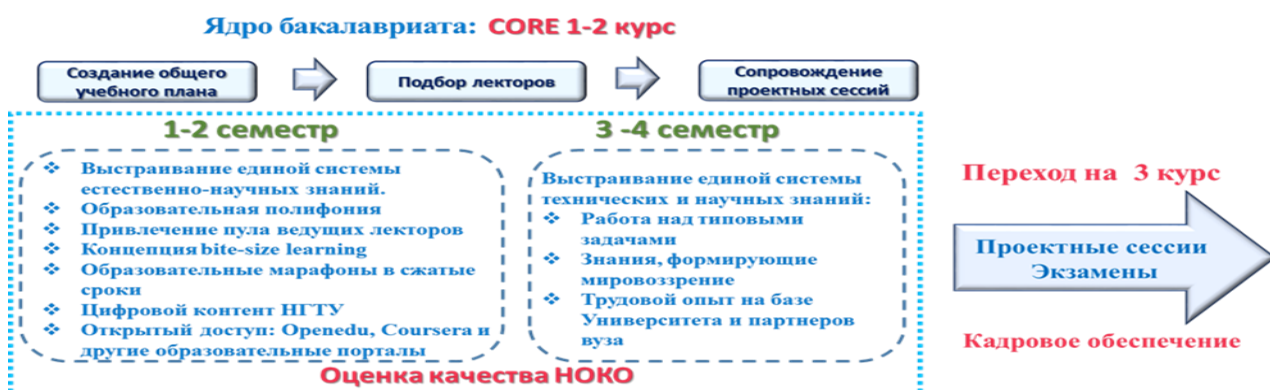 Ядро бакалавриата: CORE 1-2 курс
Создание общего
учебного плана
Подбор лекторов
Сопровождение
проектных сессий
1-2 семестр
❖ Выстраивание единой системы
естественно-научных знаний.
❖ Образовательная полифония
❖ Привлечение пула ведущих лекторов
❖ Концепция bite-size learning
❖ Образовательные марафоны в сжатые
сроки
❖ Цифровой контент НГТУ
❖ Открытый доступ: Openedu, Coursera и
другие образовательные порталы
3 -4 семестр
Выстраивание единой системы
технических и научных знаний:
❖ Работа над типовыми
задачами
❖ Знания, формирующие
мировоззрение
❖ Трудовой опыт на базе
Университета и партнеров
вуза
Оценка качества НОКО
Переход на 3 курс
Проектные сессии
Экзамены
Кадровое обеспечение